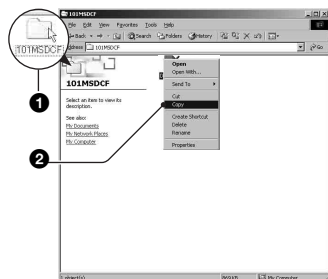 101MSDCF
File Edit View Favorites Tools Help
Back Search Folders History
Address 101MSDCF Go
101MSDCF
101MSDCF
Select an item to view its
description.
See also:
My Documents
My Network Places
My Computer
Open
Open With...
Send To
Cut
Copy
Create Shortcut
Delete
Rename
Properties
1
2
1 object(s) My Computer